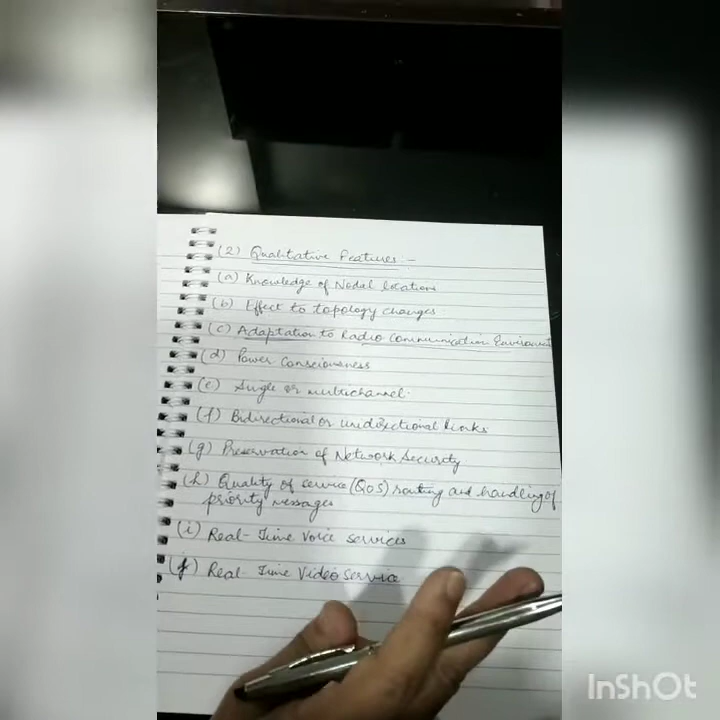 (2) Qualitative Features :-
(a) Knowledge of Nodal locations
(b) Effect to topology changes
(c) Adaptation to Radio Communication Environment
(d) Power Consciousness
(e) Single or multichannel.
(f) Bidirectional or unidirectional Links
(g) Preservation of Network Security
(h) Quality of service (QOS) routing and handling of
priority messages
(i) Real-Time Voice services
(j) Real-Time Video Service
InShOt